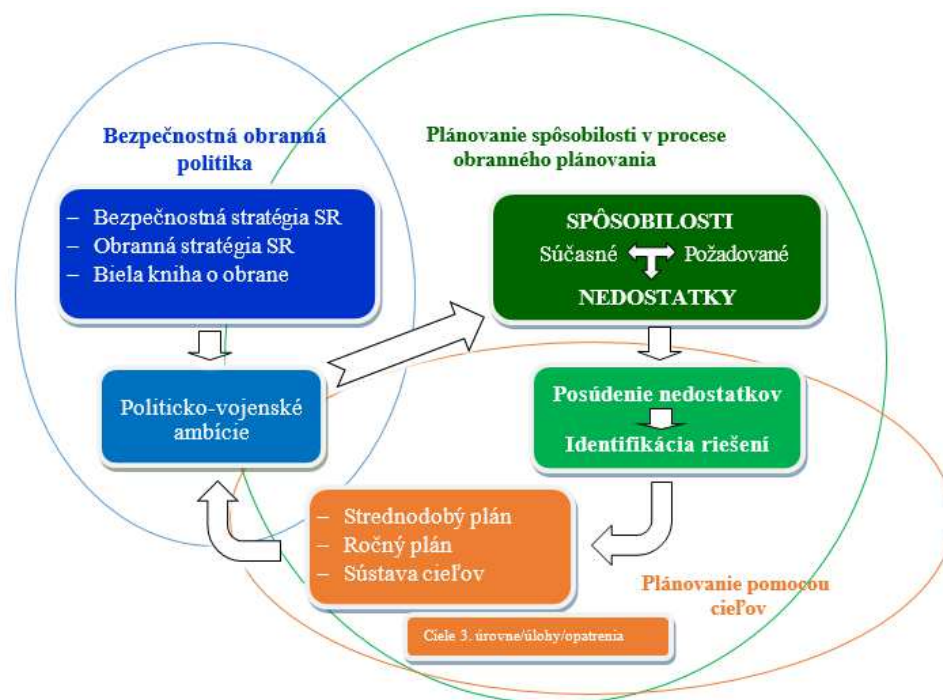 Bezpečnostná obranná
politika
Plánovanie spôsobilosti v procese
obranného plánovania
– Bezpečnostná stratégia SR
– Obranná stratégia SR
– Biela kniha o obrane
SPÔSOBILOSTI
Súčasné Požadované
NEDOSTATKY
Politicko-vojenské
ambície
Posúdenie nedostatkov
Identifikácia riešení
– Strednodobý plán
– Ročný plán
– Sústava cieľov
Plánovanie pomocou
cieľov
Ciele 3. úrovne/úlohy/opatrenia